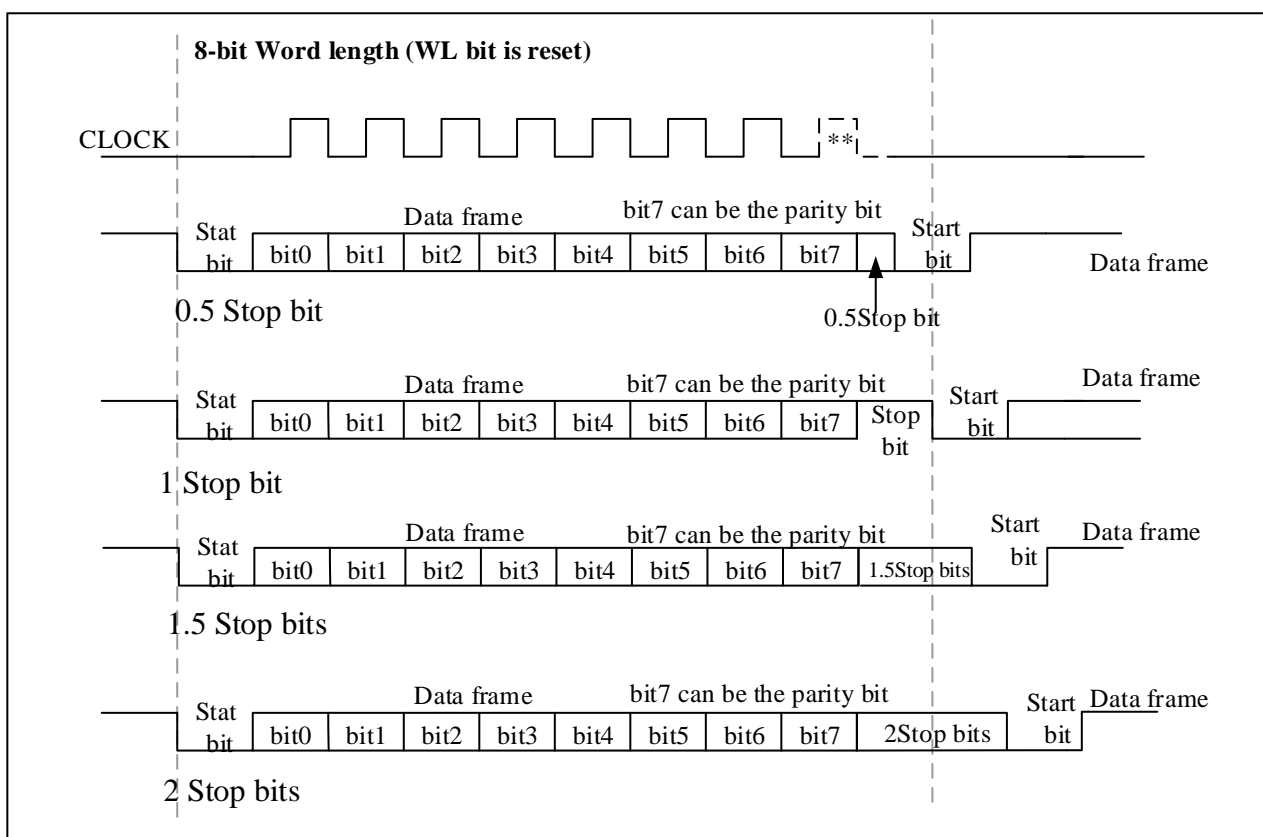 8-bit Word length (WL bit is reset)
CLOCK
**
Data frame
bit7 can be the parity bit
Stat
bit
bit0 bit1 bit2 bit3 bit4 bit5 bit6 bit7
Start
bit
Data frame
0.5 Stop bit
0.5Stop bit
Data frame
bit7 can be the parity bit
Data frame
Stat
bit
bit0 bit1 bit2 bit3 bit4 bit5 bit6 bit7
Stop
bit
Start
bit
1 Stop bit
Data frame
bit7 can be the parity bit
Start
bit
Data frame
Stat
bit
bit0 bit1 bit2 bit3 bit4 bit5 bit6 bit7
1.5Stop bits
1.5 Stop bits
Data frame
bit7 can be the parity bit
Start
bit
Data frame
Stat
bit
bit0 bit1 bit2 bit3 bit4 bit5 bit6 bit7
2Stop bits
2 Stop bits